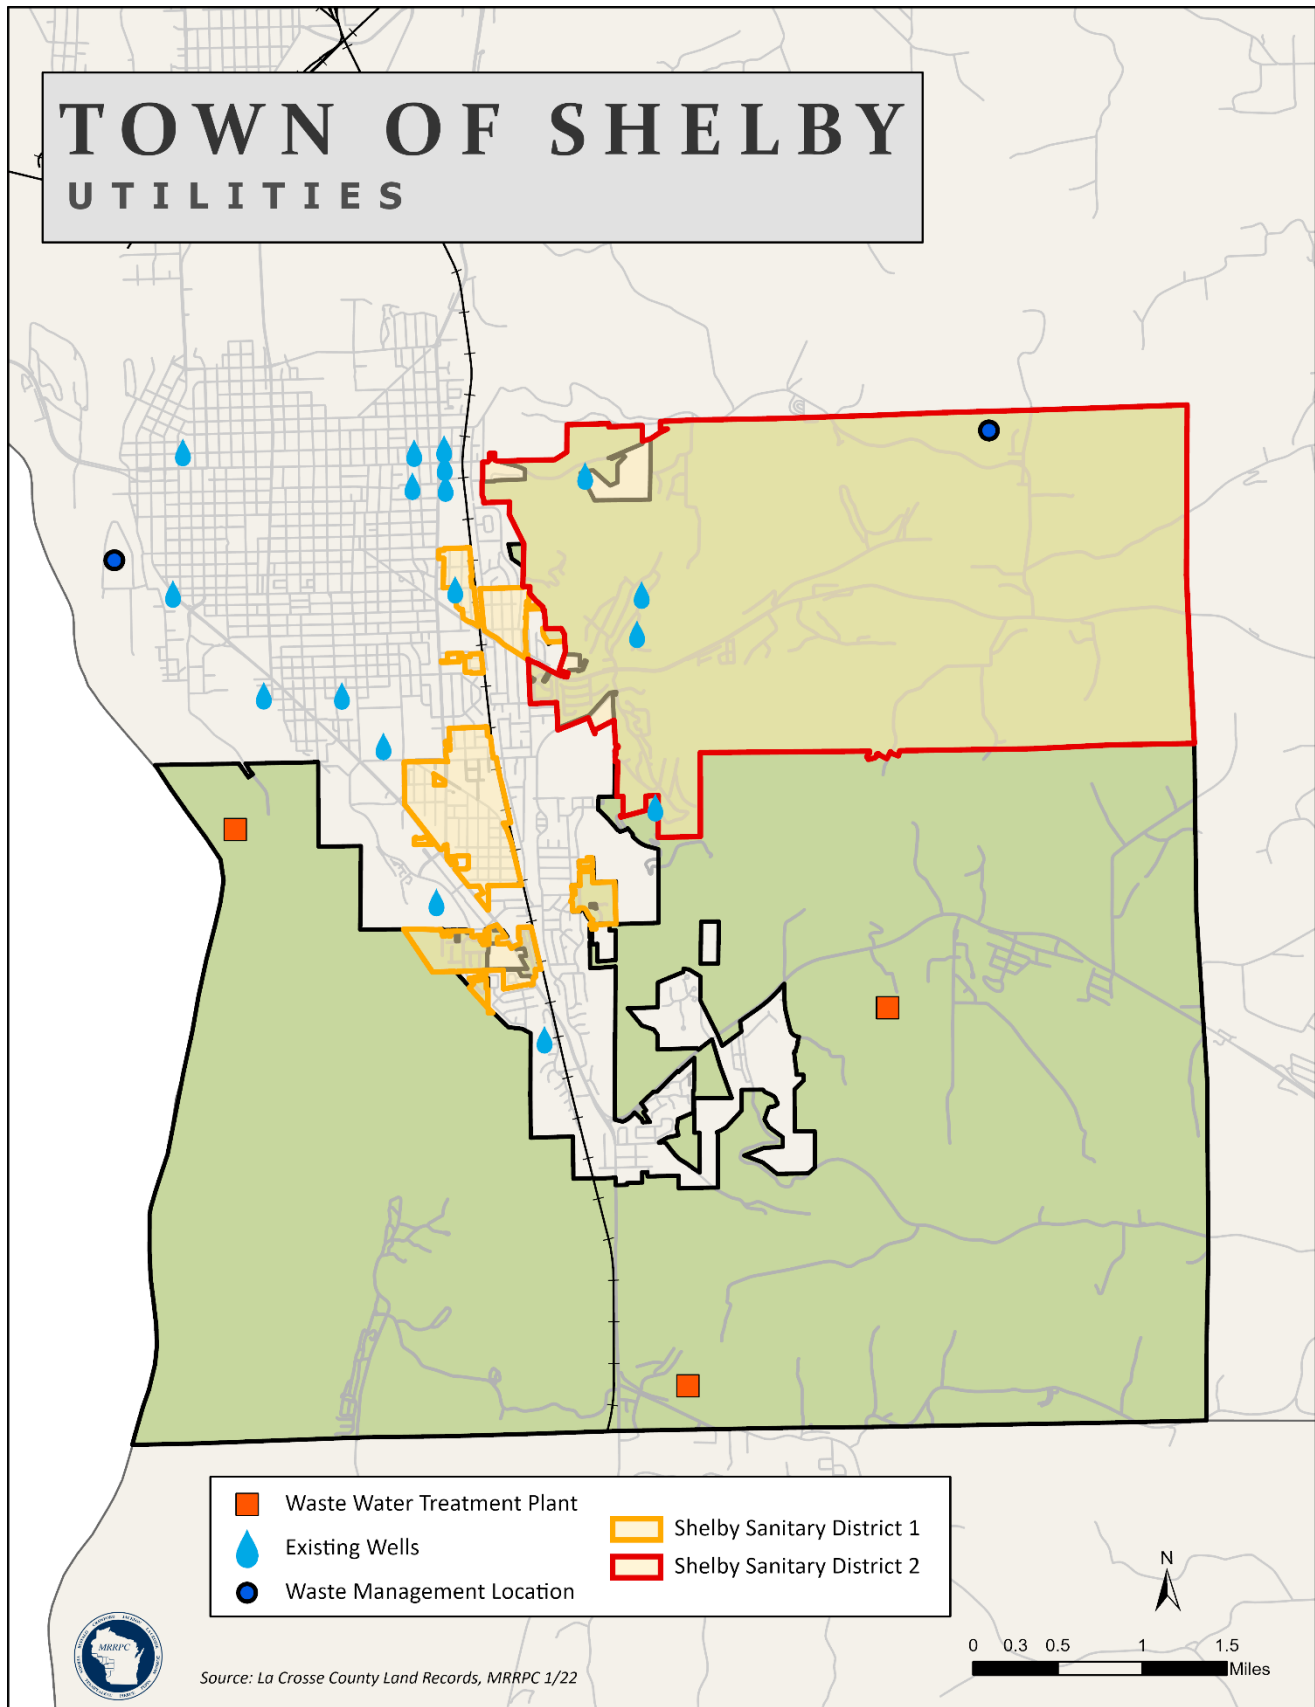 TOWN OF SHELBY
UTILITIES
Waste Water Treatment Plant
Existing Wells
Waste Management Location
Shelby Sanitary District 1
Shelby Sanitary District 2
N
0 0.3 0.5 1 1.5
Miles
MRRPC
Source: La Crosse County Land Records, MRRPC 1/22